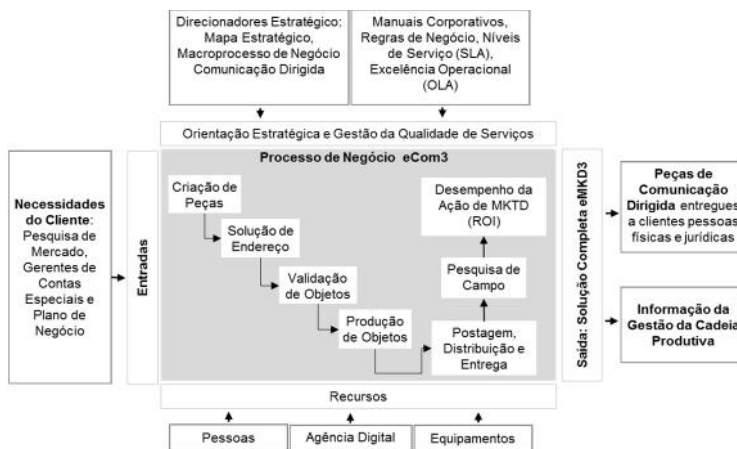 Direcionadores Estratégico:
Mapa Estratégico,
Macroprocesso de Negócio
Comunicação Dirigida
Manuais Corporativos,
Regras de Negócio, Níveis
de Serviço (SLA),
Excelência Operacional
(OLA)
Orientação Estratégica e Gestão da Qualidade de Serviços
Necessidades
do Cliente:
Pesquisa de
Mercado,
Gerentes de
Contas
Especiais e
Plano de
Negócio
Entradas
Processo de Negócio eCom3
Criação de
Peças
Solução de
Endereço
Validação
de Objetos
Produção
de Objetos
Postagem,
Distribuição e
Entrega
Pesquisa de
Campo
Desempenho da
Ação de MKTD
(ROI)
Saída: Solução Completa eMKD3
Peças de
Comunicação
Dirigida entregues
a clientes pessoas
físicas e jurídicas
Informação da
Gestão da Cadeia
Produtiva
Recursos
Pessoas
Agência Digital
Equipamentos